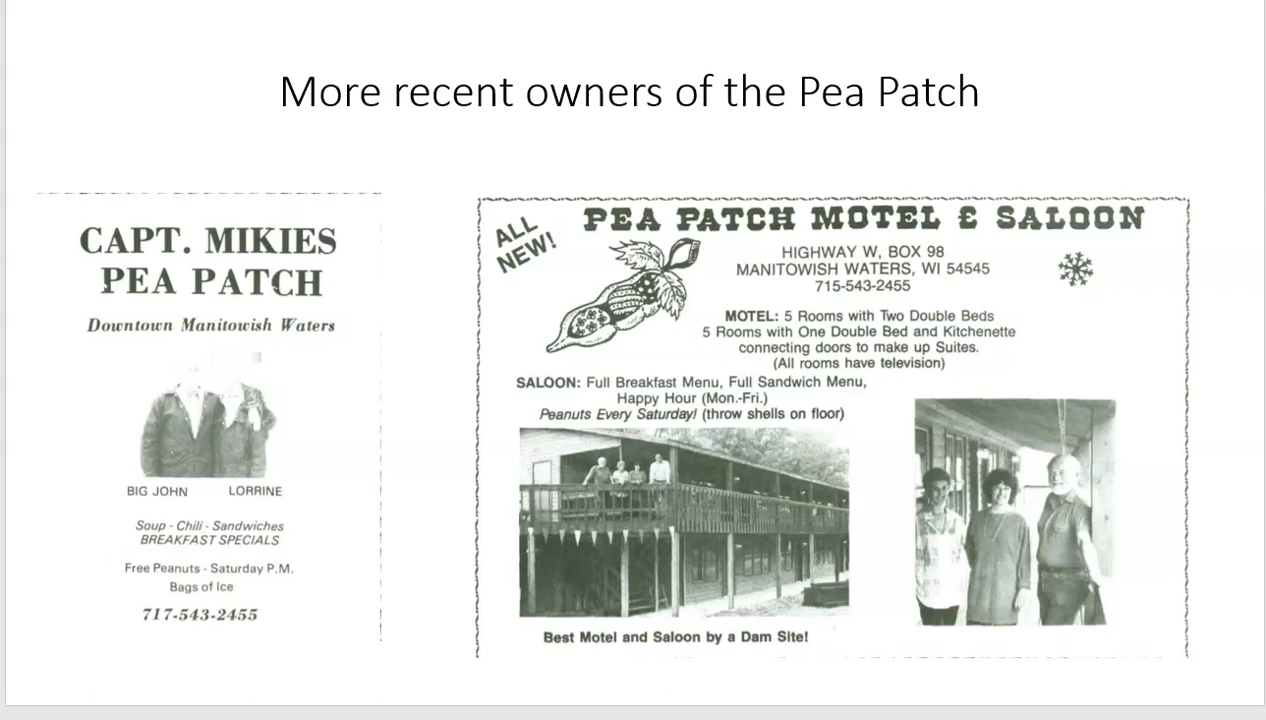 More recent owners of the Pea Patch
CAPT. MIKIES
PEA PATCH
Downtown Manitowish Waters
BIG JOHN LORRINE
Soup - Chili - Sandwiches
BREAKFAST SPECIALS
Free Peanuts - Saturday P.M.
Bags of Ice
717-543-2455
ALL
NEW!
PEA PATCH MOTEL & SALOON
HIGHWAY W, BOX 98
MANITOWISH WATERS, WI 54545
715-543-2455
MOTEL: 5 Rooms with Two Double Beds
5 Rooms with One Double Bed and Kitchenette
connecting doors to make up Suites.
(All rooms have television)
SALOON: Full Breakfast Menu, Full Sandwich Menu,
Happy Hour (Mon.-Fri.)
Peanuts Every Saturday! (throw shells on floor)
Best Motel and Saloon by a Dam Site!